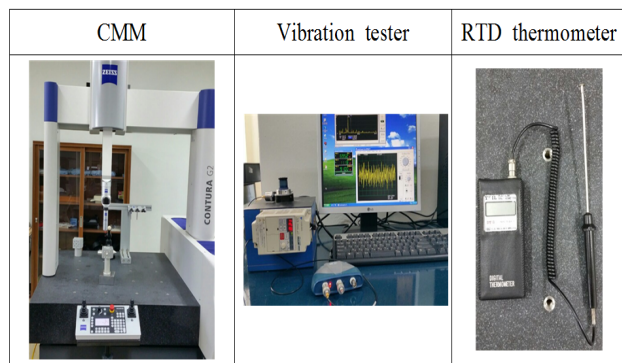 CMM
Vibration tester
RTD thermometer
ZEISS
CONTURA G2
DIGITAL
THERMOMETER